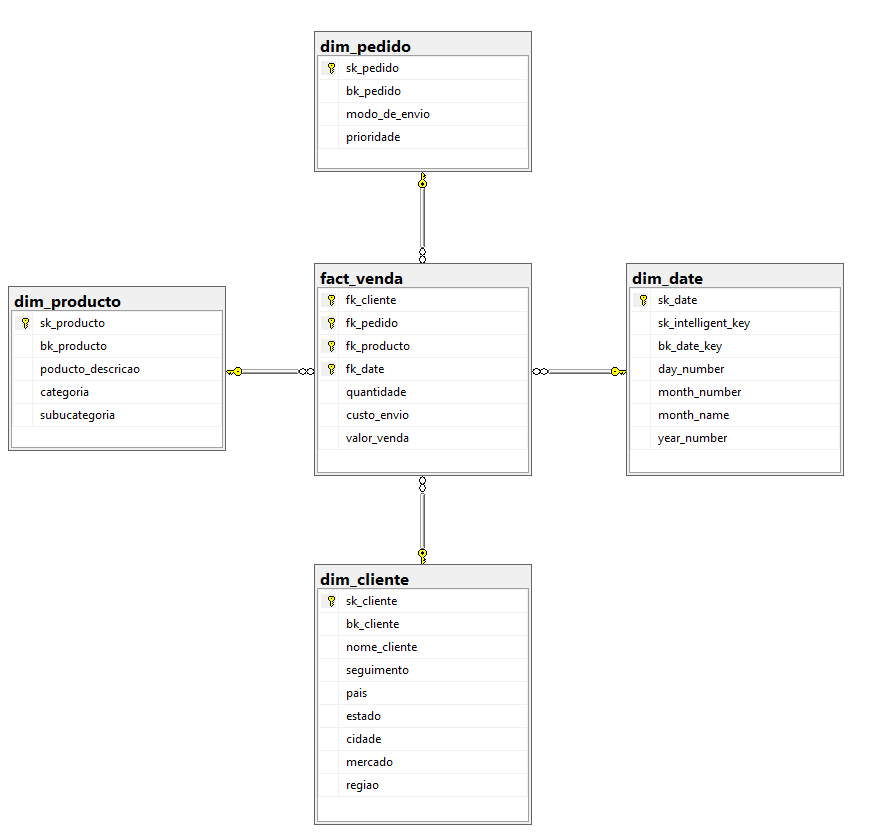 dim_pedido
sk_pedido
bk_pedido
modo_de_envio
prioridade
dim_producto
sk_producto
bk_producto
poducto_descricao
categoria
subucategoria
fact_venda
fk_cliente
fk_pedido
fk_producto
fk_date
quantidade
custo_envio
valor_venda
dim_date
sk_date
sk_intelligent_key
bk_date_key
day_number
month_number
month_name
year_number
dim_cliente
sk_cliente
bk_cliente
nome_cliente
seguimento
pais
estado
cidade
mercado
regiao